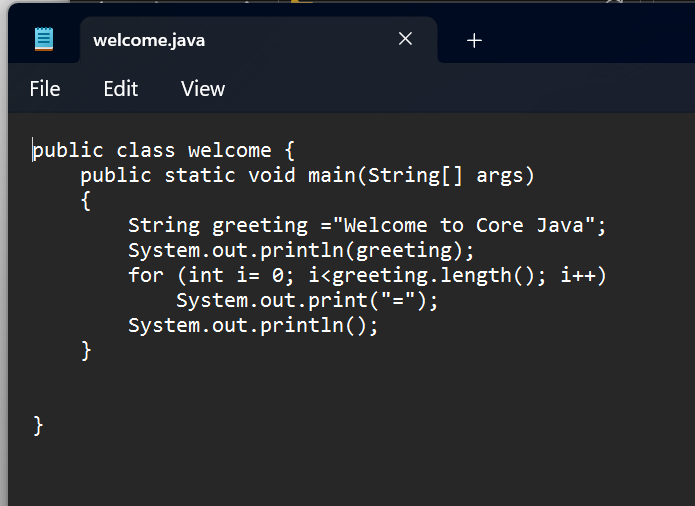 welcome.java
File Edit View
public class welcome {
    public static void main(String[] args)
    {
        String greeting ="Welcome to Core Java";
        System.out.println(greeting);
        for (int i= 0; i<greeting.length(); i++)
            System.out.print("=");
        System.out.println();
    }
}